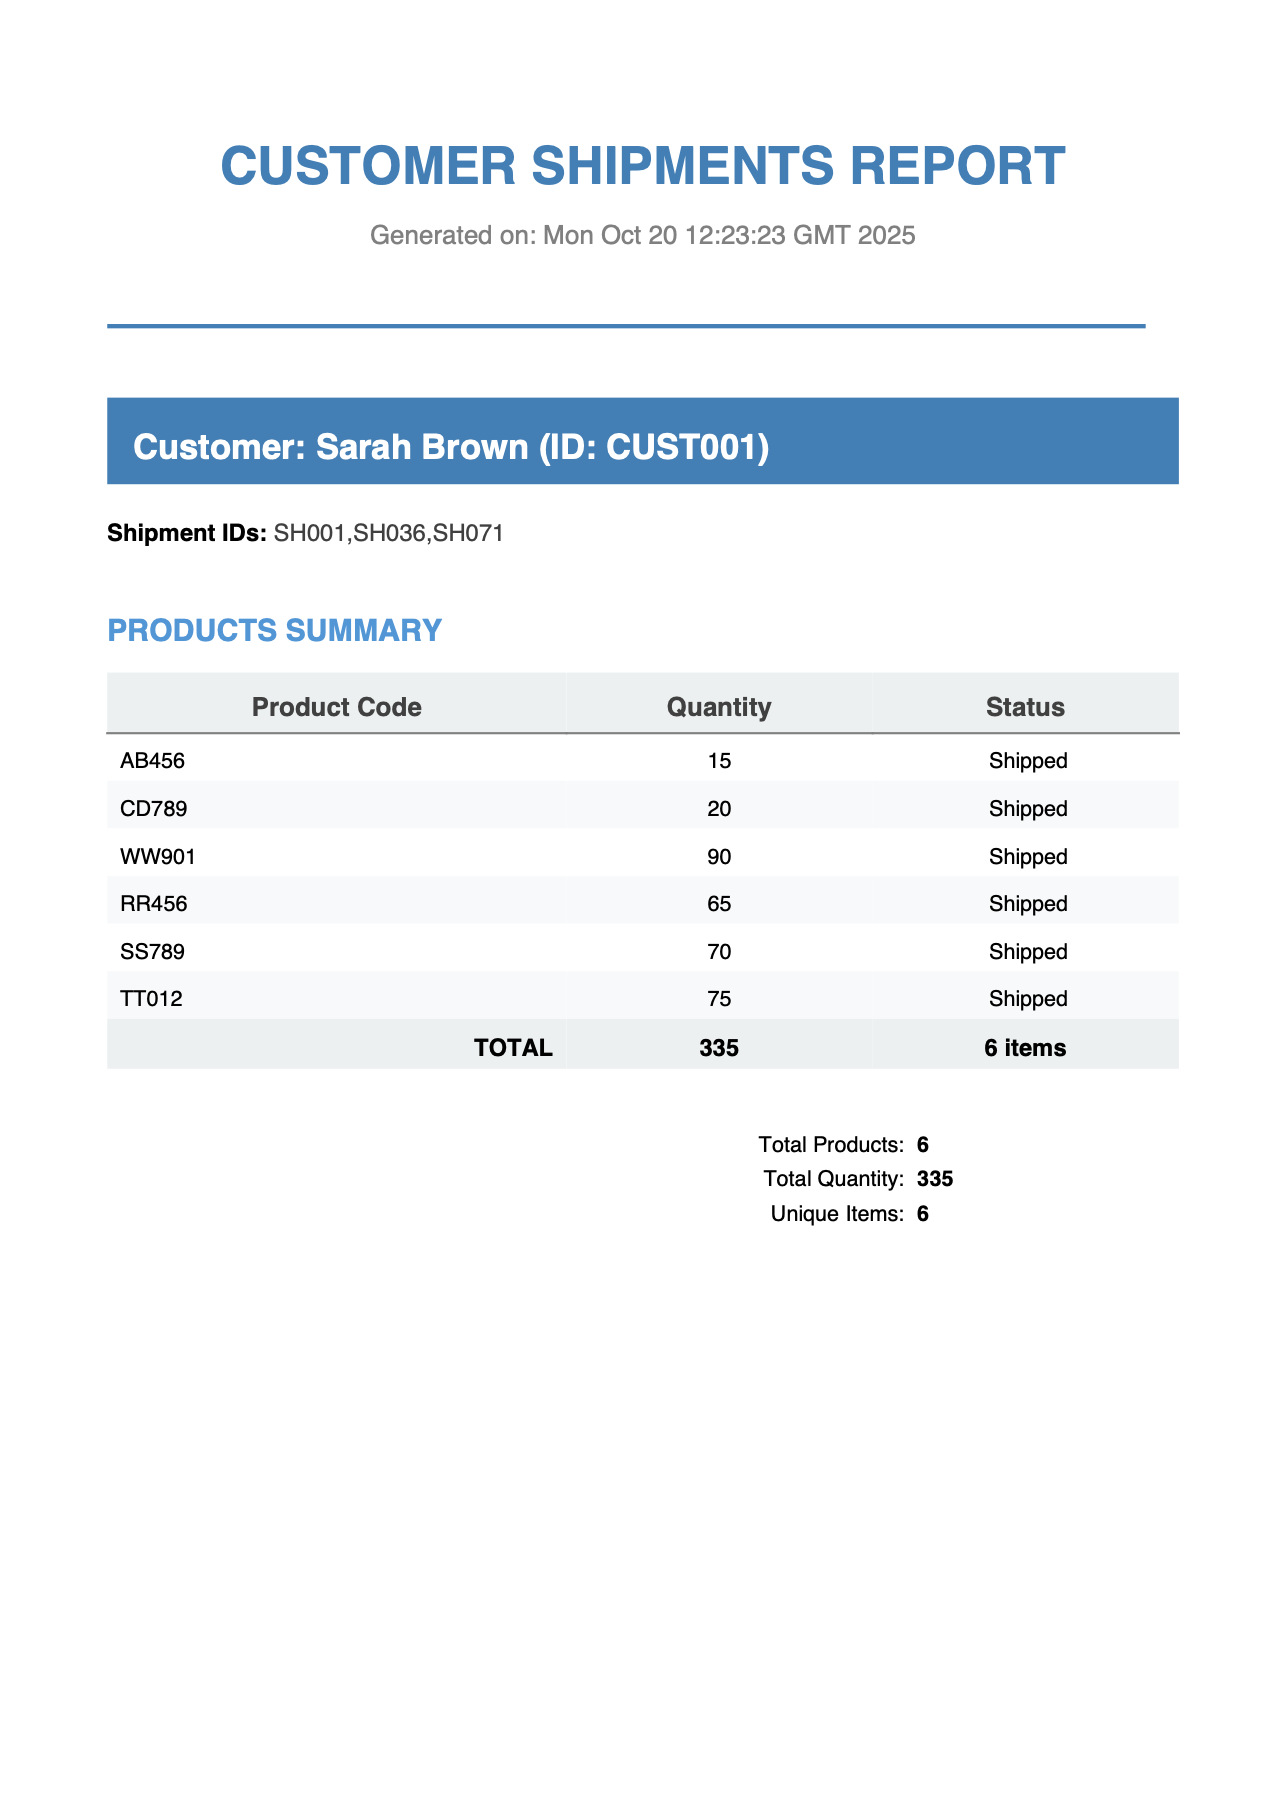 CUSTOMER SHIPMENTS REPORT
Generated on: Mon Oct 20 12:23:23 GMT 2025
Customer: Sarah Brown (ID: CUST001)
Shipment IDs: SH001,SH036,SH071
PRODUCTS SUMMARY
Product Code Quantity Status
AB456 15 Shipped
CD789 20 Shipped
WW901 90 Shipped
RR456 65 Shipped
SS789 70 Shipped
TT012 75 Shipped
TOTAL 335 6 items
Total Products: 6
Total Quantity: 335
Unique Items: 6